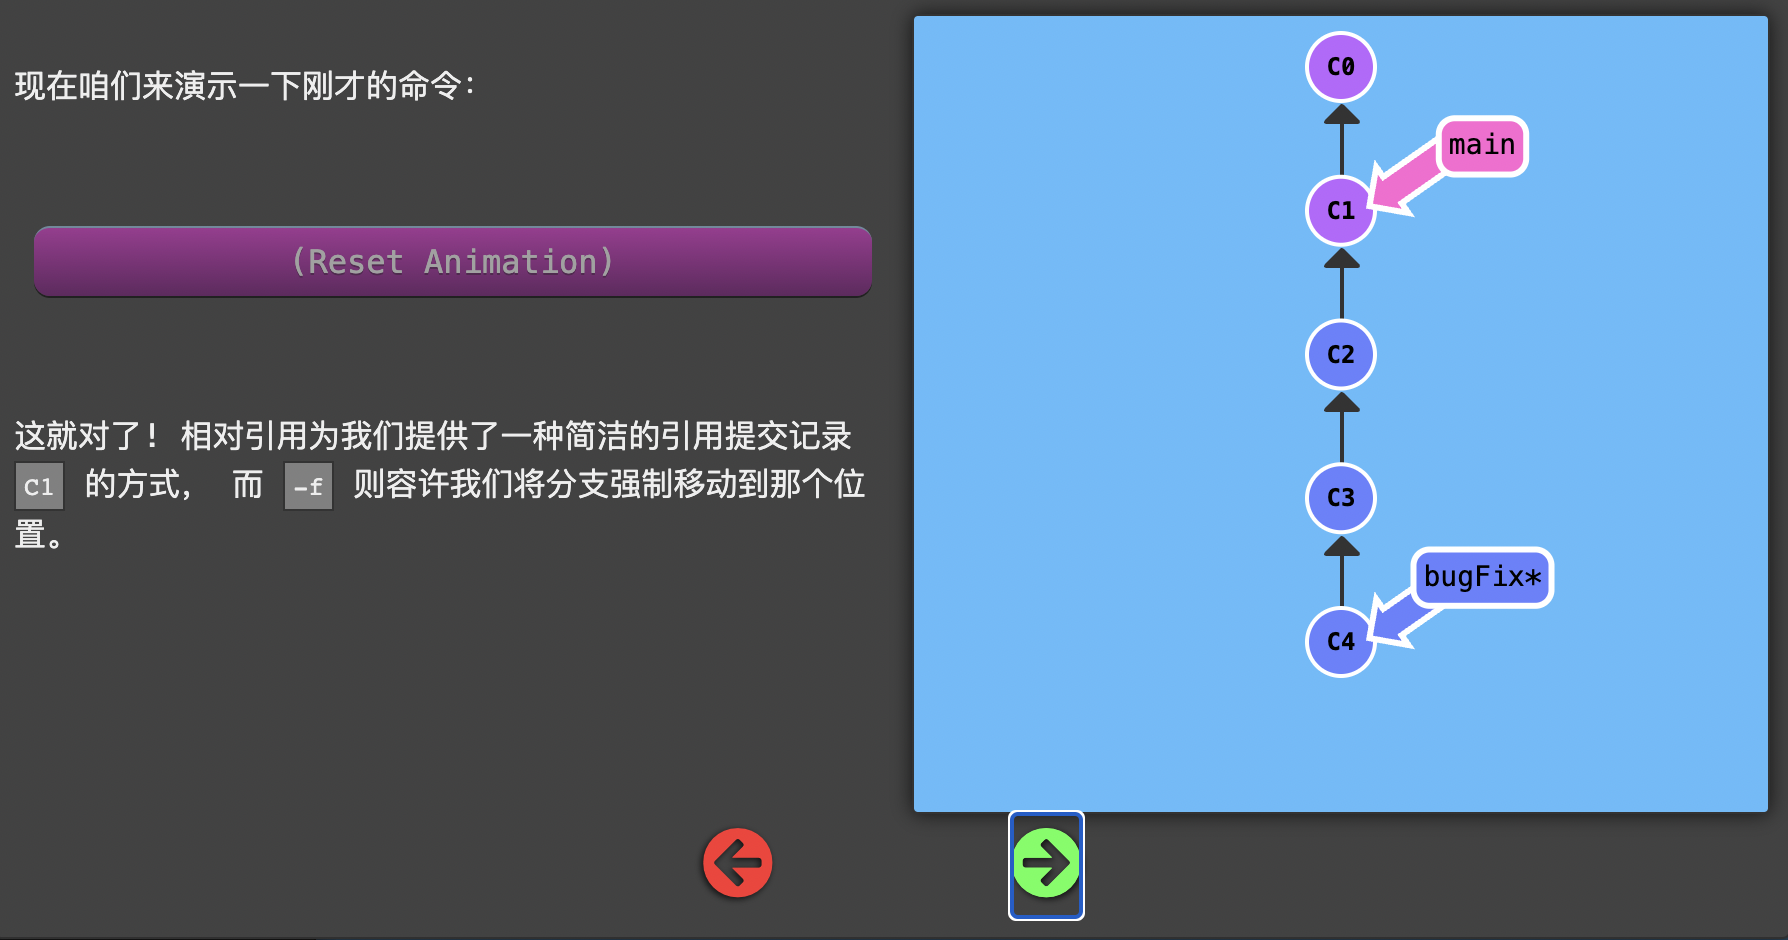 现在咱们来演示一下刚才的命令：
(Reset Animation)
这就对了！相对引用为我们提供了一种简洁的引用提交记录
C1 的方式， 而 -f 则容许我们将分支强制移动到那个位
置。
C0
main
C1
C2
C3
bugFix*
C4